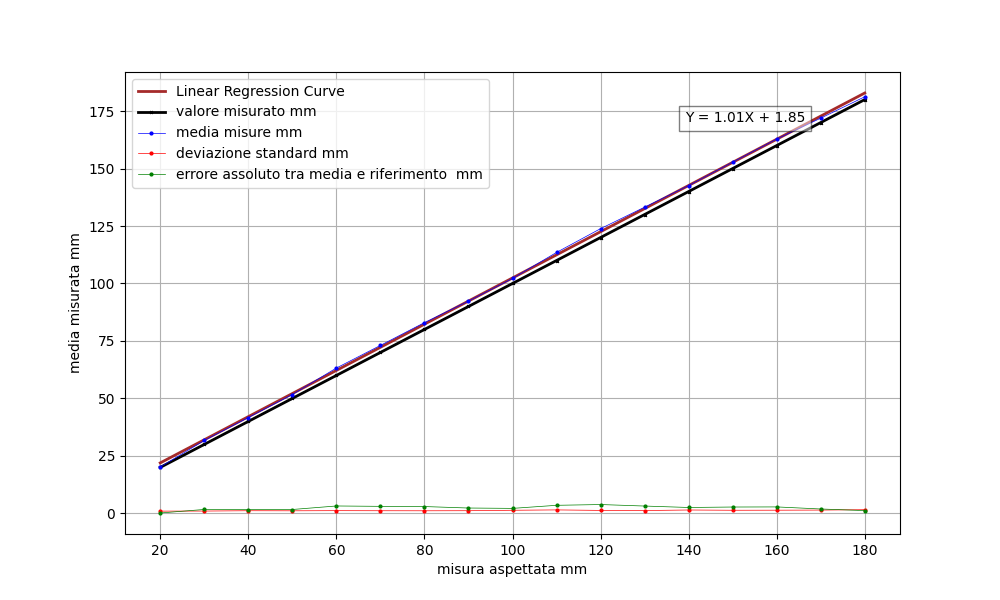 Linear Regression Curve
valore misurato mm
media misure mm
deviazione standard mm
errore assoluto tra media e riferimento  mm
Y = 1.01X + 1.85
175
150
125
100
75
50
25
0
media misurata mm
20 40 60 80 100 120 140 160 180
misura aspettata mm